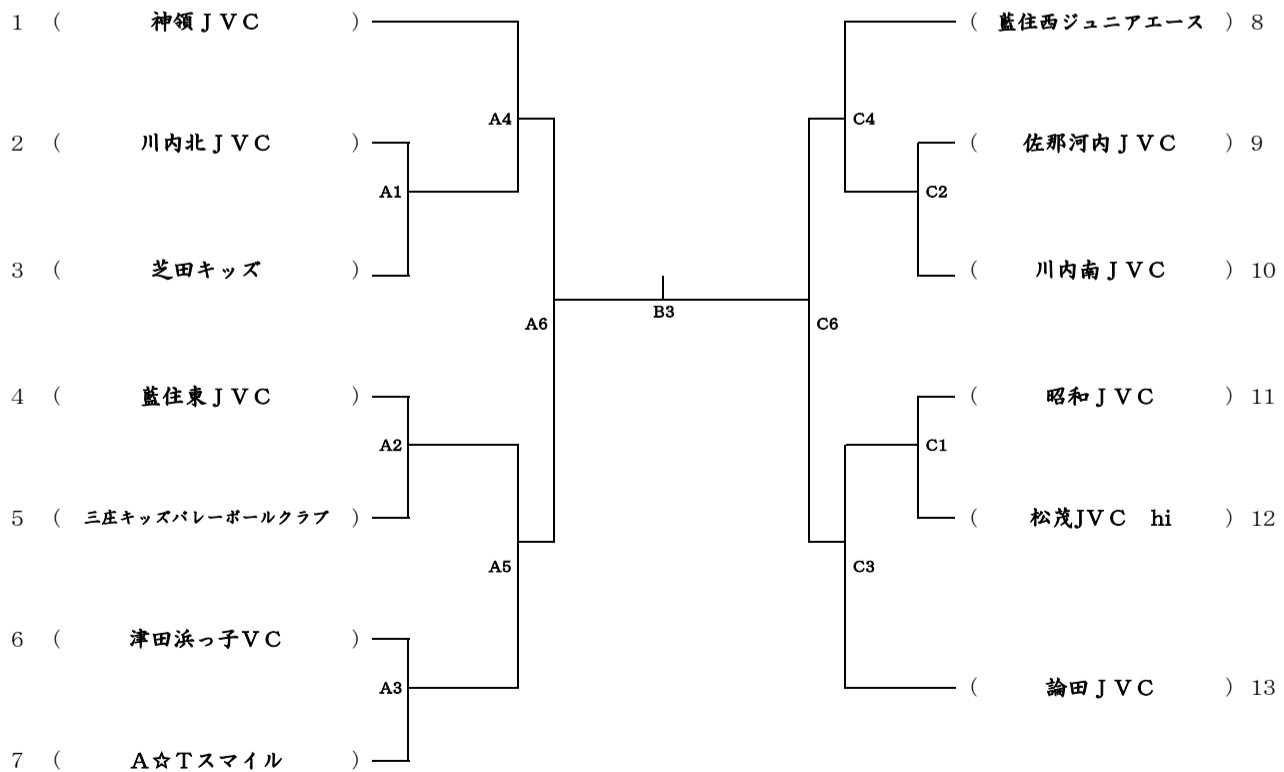 1 ( 神領ＪＶＣ )
( 藍住西ジュニアエース ) 8
A4
C4
2 ( 川内北ＪＶＣ )
( 佐那河内ＪＶＣ ) 9
A1
C2
3 ( 芝田キッズ )
( 川内南ＪＶＣ ) 10
B3
A6
C6
4 ( 藍住東ＪＶＣ )
( 昭和ＪＶＣ ) 11
A2
C1
5 ( 三庄キッズバレーボールクラブ )
( 松茂JVＣ　hi ) 12
A5
C3
6 ( 津田浜っ子ＶＣ )
A3
( 論田ＪＶＣ ) 13
7 ( Ａ☆Ｔスマイル )